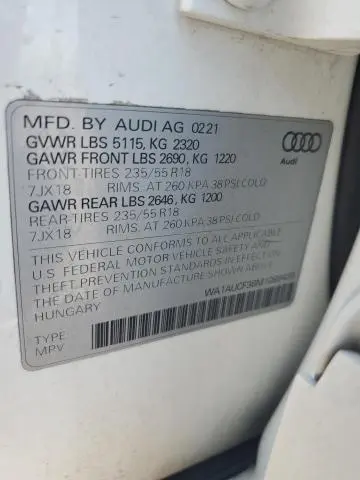 MFD. BY AUDI AG 02.21
GVWR LBS 5115, KG 2320
GAWR FRONT LBS 2690, KG 1220
FRONT-TIRES 235/55 R18
7JX18 RIMS. AT 260 KPA 38 PSI COLD
GAWR REAR LBS 2646, KG 1200
REAR-TIRES 235/55 R18
7JX18 RIMS. AT 260 KPA 38 PSI COLD
Audi
THIS VEHICLE CONFORMS TO ALL APPLICABLE
U.S. FEDERAL MOTOR VEHICLE SAFETY AND
THEFT PREVENTION STANDARDS IN EFFECT ON
THE DATE OF MANUFACTURE SHOWN ABOVE.
HUNGARY
TYPE
MPV